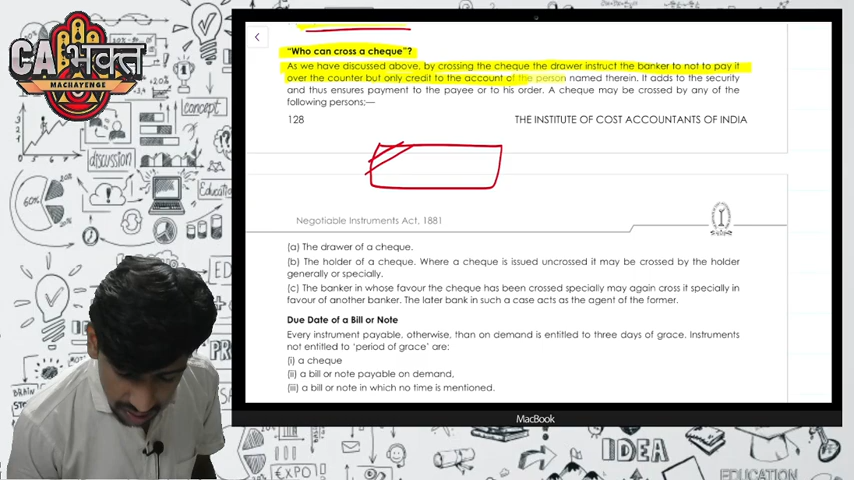 CA भक्त
MACHAYENGE
"Who can cross a cheque"?
As we have discussed above, by crossing the cheque the drawer instruct the banker to not to pay it
over the counter but only credit to the account of the person named therein. It adds to the security
and thus ensures payment to the payee or to his order. A cheque may be crossed by any of the
following persons;—
128 THE INSTITUTE OF COST ACCOUNTANTS OF INDIA
Negotiable Instruments Act, 1881
(a) The drawer of a cheque.
(b) The holder of a cheque. Where a cheque is issued uncrossed it may be crossed by the holder
generally or specially.
(c) The banker in whose favour the cheque has been crossed specially may again cross it specially in
favour of another banker. The later bank in such a case acts as the agent of the former.
Due Date of a Bill or Note
Every instrument payable, otherwise, than on demand is entitled to three days of grace. Instruments
not entitled to 'period of grace' are:
(i) a cheque
(ii) a bill or note payable on demand,
(iii) a bill or note in which no time is mentioned.
MacBook
concept
discussion
20%
60%
Education
BRAIN
EXPO
IDEA
EDUCATION